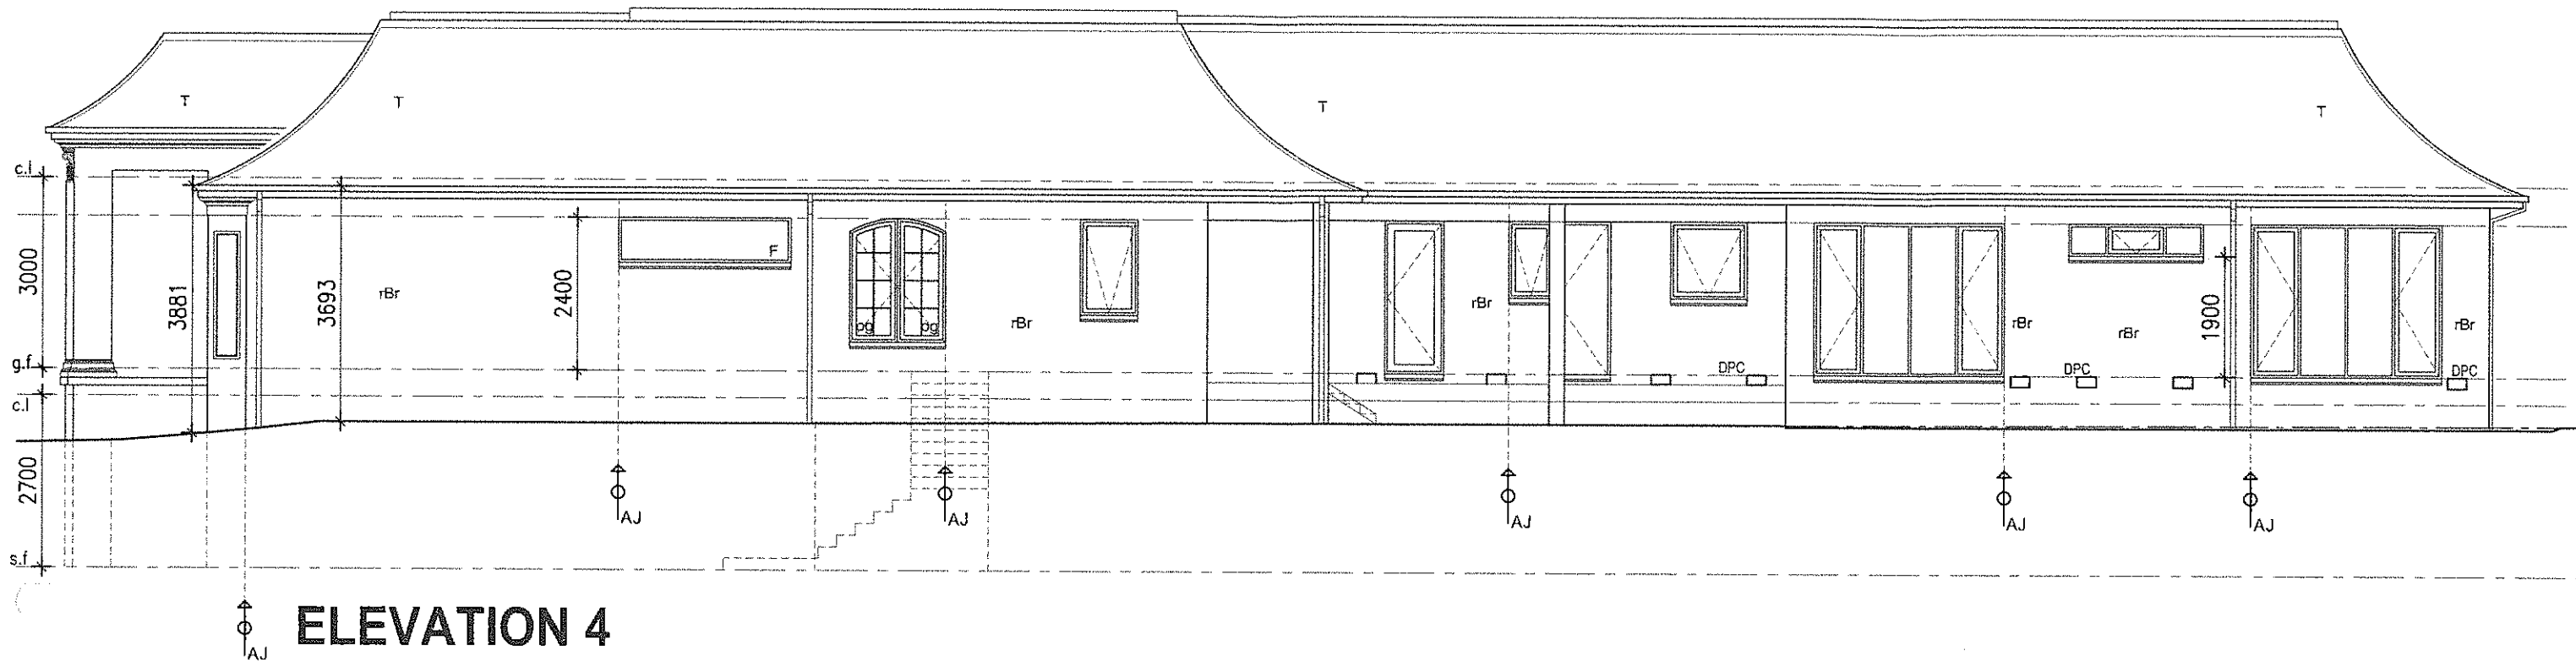 T
T
T
T
c.l
3000
3881
rBr
3693
2400
F
pg
pg
rBr
rBr
DPC
rBr
DPC
rBr
1900
rBr
DPC
g.f
c.l
2700
s.f
AJ
AJ
AJ
AJ
AJ
AJ
ELEVATION 4